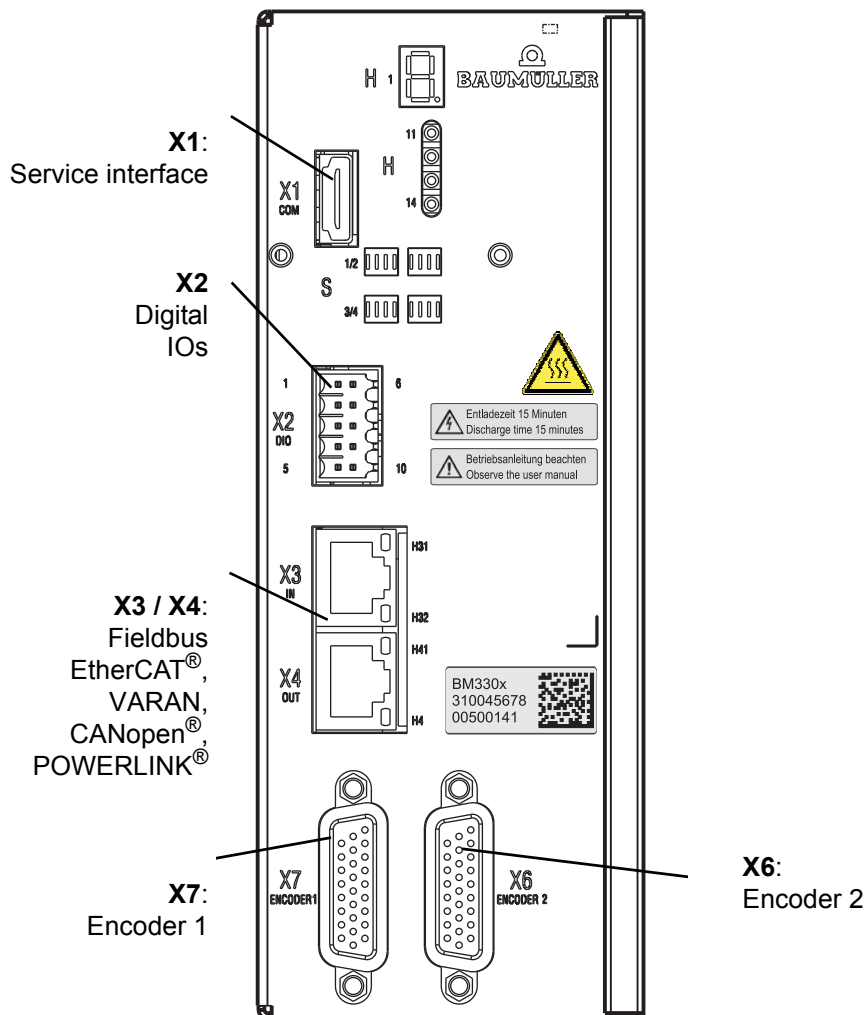 H 1
BAUMÜLLER
11
H
14
X1:
Service interface
X1
COM
1/2
S
3/4
X2
Digital
IOs
1 6
X2
DIO
5 10
Entladezeit 15 Minuten
Discharge time 15 minutes
Betriebsanleitung beachten
Observe the user manual
H31
X3
IN
H32
X3 / X4:
Fieldbus
EtherCAT®,
VARAN,
CANopen®,
POWERLINK®
H41
X4
OUT
H4
BM330x
310045678
00500141
X7
ENCODER1
X6
ENCODER 2
X7:
Encoder 1
X6:
Encoder 2